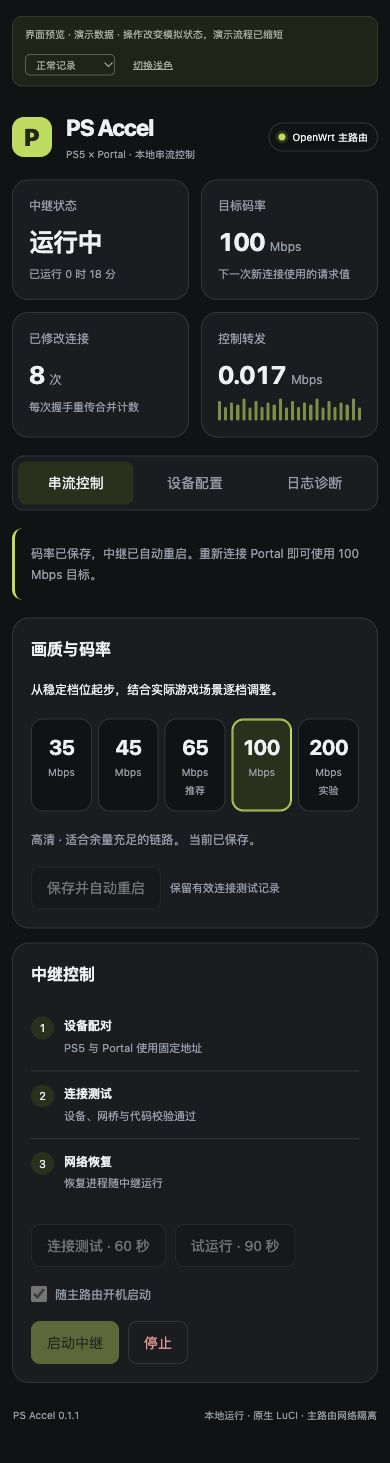 界面预览 · 演示数据 · 操作改变模拟状态，演示流程已缩短
正常记录
切换浅色
P
PS Accel
PS5 × Portal · 本地串流控制
OpenWrt 主路由
中继状态
运行中
已运行 0 时 18 分
目标码率
100 Mbps
下一次新连接使用的请求值
已修改连接
8 次
每次握手重传合并计数
控制转发
0.017 Mbps
串流控制
设备配置
日志诊断
码率已保存，中继已自动重启。重新连接 Portal 即可使用 100
Mbps 目标。
画质与码率
从稳定档位起步，结合实际游戏场景逐档调整。
35
Mbps
45
Mbps
65
Mbps
推荐
100
Mbps
200
Mbps
实验
高清 · 适合余量充足的链路。 当前已保存。
保存并自动重启
保留有效连接测试记录
中继控制
1
设备配对
PS5 与 Portal 使用固定地址
2
连接测试
设备、网桥与代码校验通过
3
网络恢复
恢复进程随中继运行
连接测试 · 60 秒
试运行 · 90 秒
随主路由开机启动
启动中继
停止
PS Accel 0.1.1
本地运行 · 原生 LuCI · 主路由网络隔离